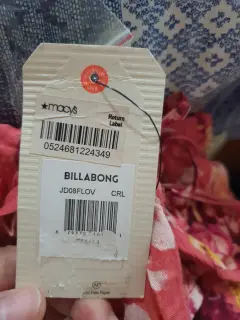 ★macy's
Return
Label
0524681224349
BILLABONG
JD08FLOV CRL